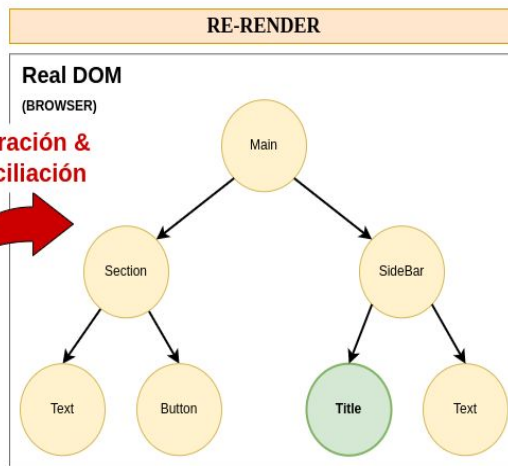 RE-RENDER
Real DOM
(BROWSER)
ración &
ciliación
Main
Section
SideBar
Text
Button
Title
Text